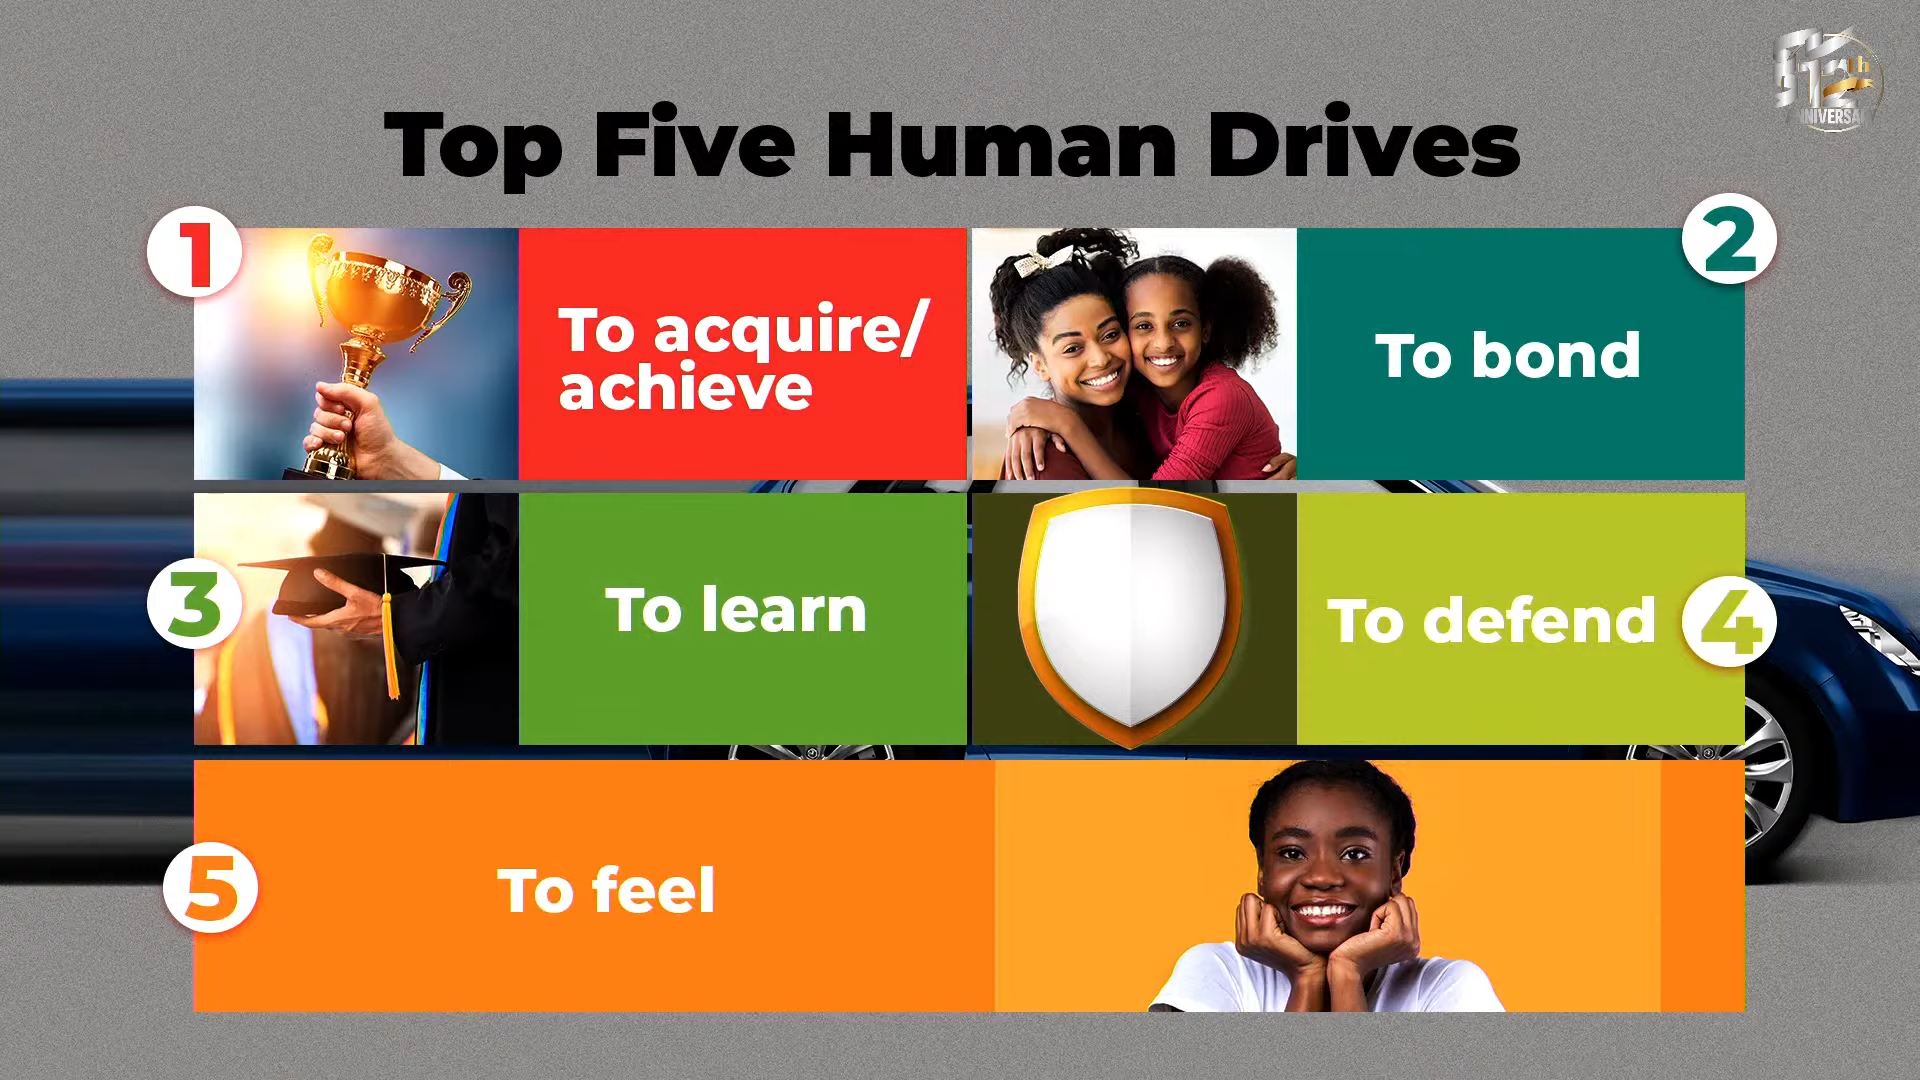 Top Five Human Drives
1
To acquire/
achieve
2
To bond
3
To learn
4
To defend
5
To feel
12th